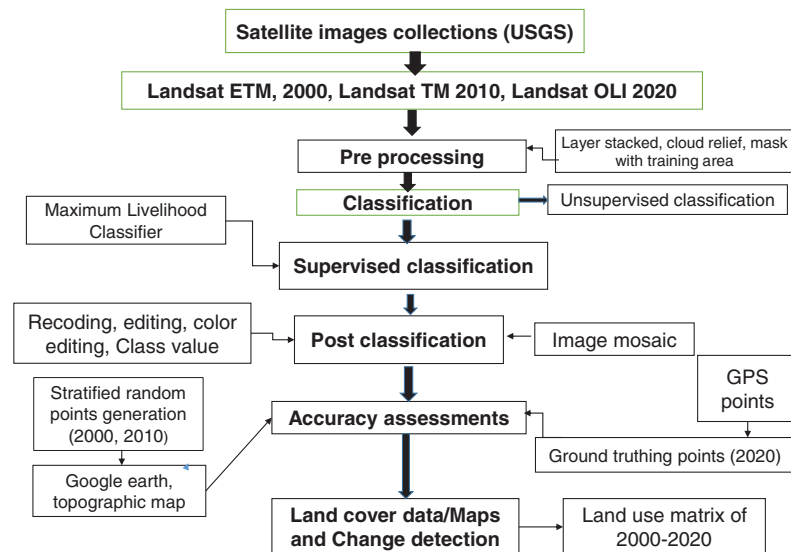 Satellite images collections (USGS)
Landsat ETM, 2000, Landsat TM 2010, Landsat OLI 2020
Pre processing
Layer stacked, cloud relief, mask
with training area
Classification
Unsupervised classification
Maximum Livelihood
Classifier
Supervised classification
Recoding, editing, color
editing, Class value
Post classification
Image mosaic
GPS
points
Stratified random
points generation
(2000, 2010)
Accuracy assessments
Ground truthing points (2020)
Google earth,
topographic map
Land cover data/Maps
and Change detection
Land use matrix of
2000-2020